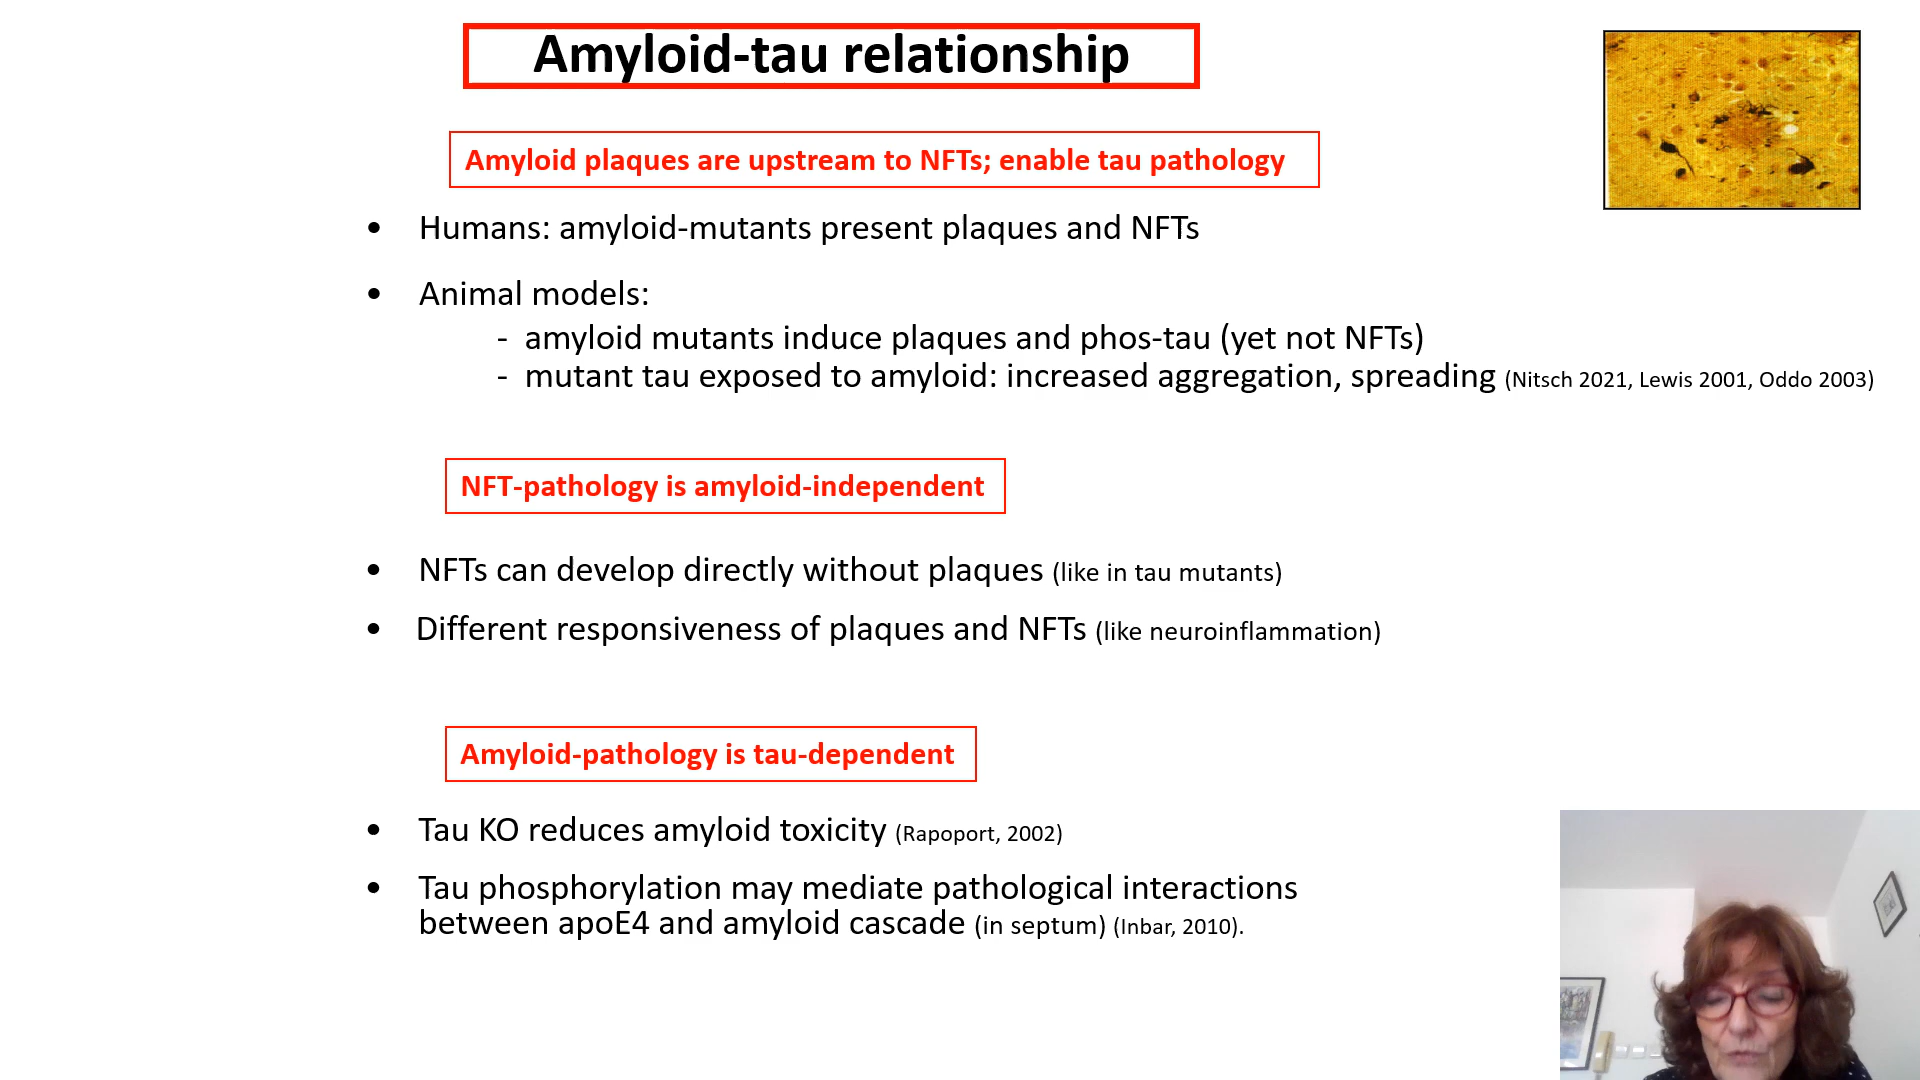 Amyloid-tau relationship
Amyloid plaques are upstream to NFTs; enable tau pathology
• Humans: amyloid-mutants present plaques and NFTs
• Animal models:
- amyloid mutants induce plaques and phos-tau (yet not NFTs)
- mutant tau exposed to amyloid: increased aggregation, spreading (Nitsch 2021, Lewis 2001, Oddo 2003)
NFT-pathology is amyloid-independent
• NFTs can develop directly without plaques (like in tau mutants)
• Different responsiveness of plaques and NFTs (like neuroinflammation)
Amyloid-pathology is tau-dependent
• Tau KO reduces amyloid toxicity (Rapoport, 2002)
• Tau phosphorylation may mediate pathological interactions
between apoE4 and amyloid cascade (in septum) (Inbar, 2010).